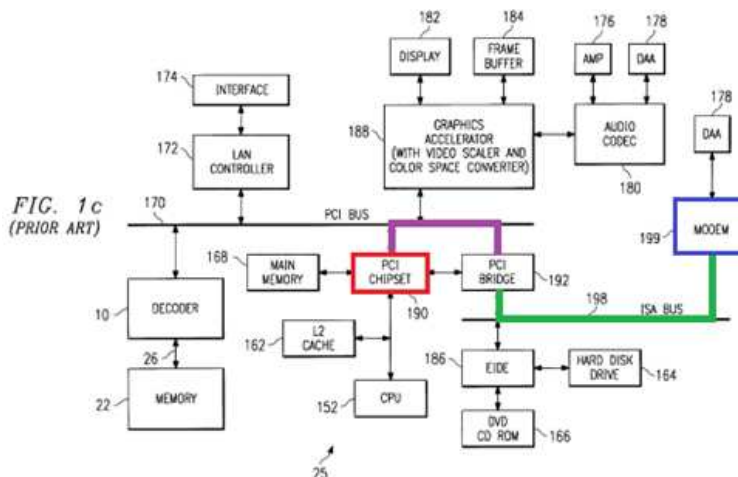 182
184
176
178
DISPLAY
FRAME
BUFFER
AMP
DAA
174
INTERFACE
178
172
LAN
CONTROLLER
188
GRAPHICS
ACCELERATOR
(WITH VIDEO SCALER AND
COLOR SPACE CONVERTER)
AUDIO
CODEC
180
DAA
FIG. 1c
(PRIOR ART)
170
PCI BUS
MODEM
199
168
MAIN
MEMORY
PCI
CHIPSET
190
PCI
BRIDGE
192
10
DECODER
198
ISA BUS
162
L2
CACHE
26
186
EIDE
HARD DISK
DRIVE
164
22
MEMORY
152
CPU
DVD
CD ROM
166
25